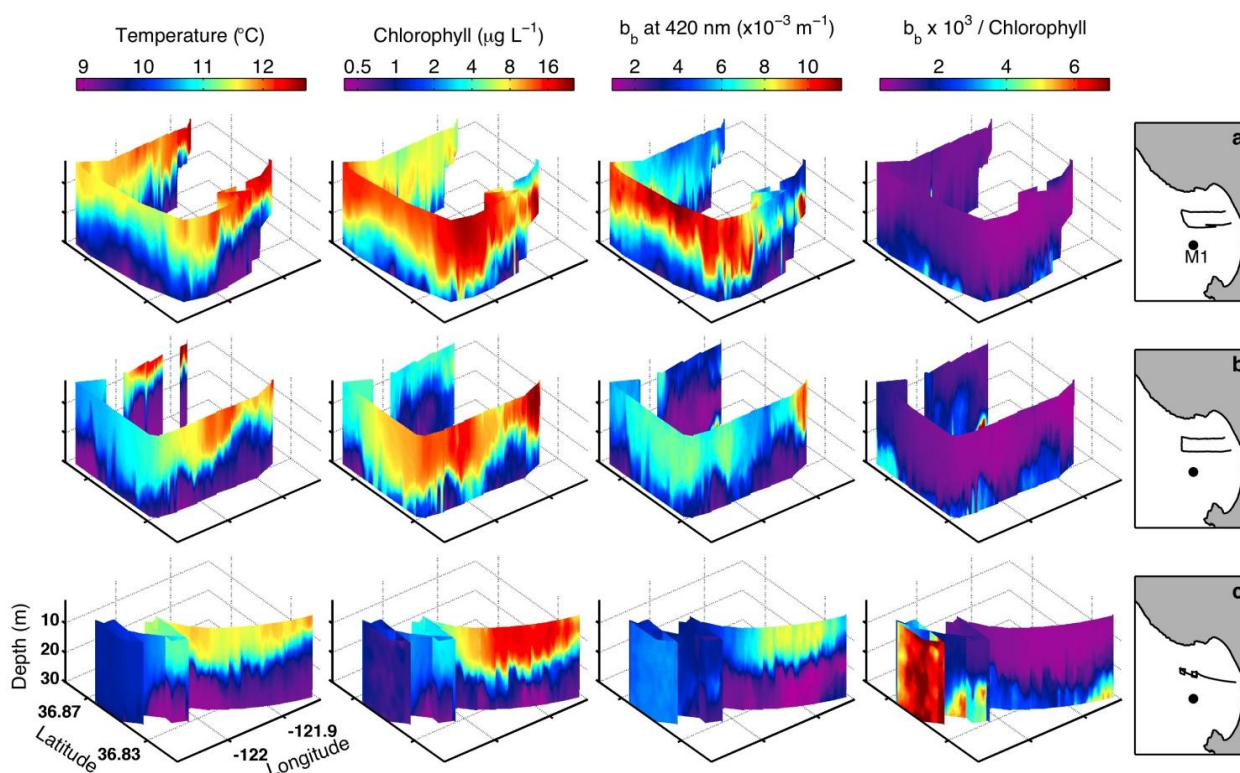 Temperature (°C)
Chlorophyll (μg L⁻¹)
b_b at 420 nm (x10⁻³ m⁻¹)
b_b x 10³ / Chlorophyll
9 10 11 12
0.5 1 2 4 8 16
2 4 6 8 10
2 4 6
a
M1
b
Depth (m)
10
20
30
36.87
36.83
Latitude
-122
-121.9
Longitude